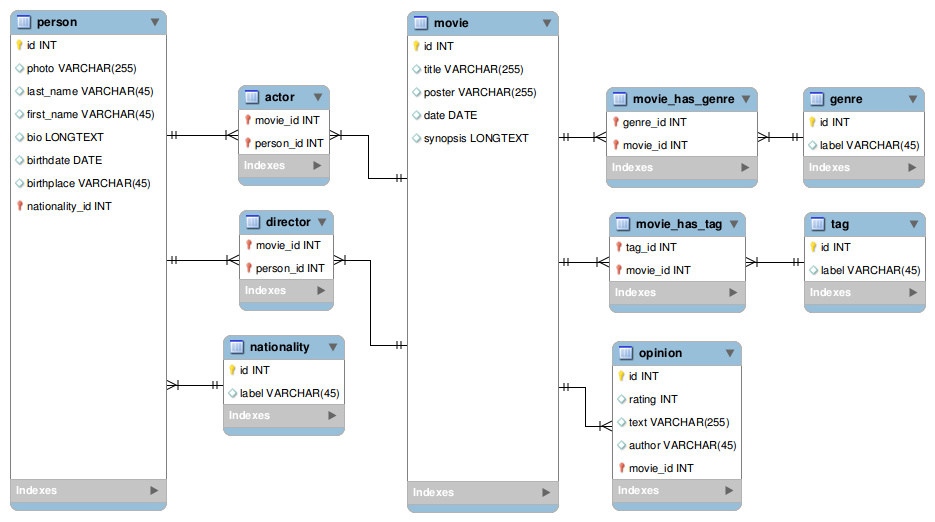 person
id INT
photo VARCHAR(255)
last_name VARCHAR(45)
first_name VARCHAR(45)
bio LONGTEXT
birthdate DATE
birthplace VARCHAR(45)
nationality_id INT
Indexes
actor
movie_id INT
person_id INT
Indexes
director
movie_id INT
person_id INT
Indexes
nationality
id INT
label VARCHAR(45)
Indexes
movie
id INT
title VARCHAR(255)
poster VARCHAR(255)
date DATE
synopsis LONGTEXT
Indexes
movie_has_genre
genre_id INT
movie_id INT
Indexes
genre
id INT
label VARCHAR(45)
Indexes
movie_has_tag
tag_id INT
movie_id INT
Indexes
tag
id INT
label VARCHAR(45)
Indexes
opinion
id INT
rating INT
text VARCHAR(255)
author VARCHAR(45)
movie_id INT
Indexes